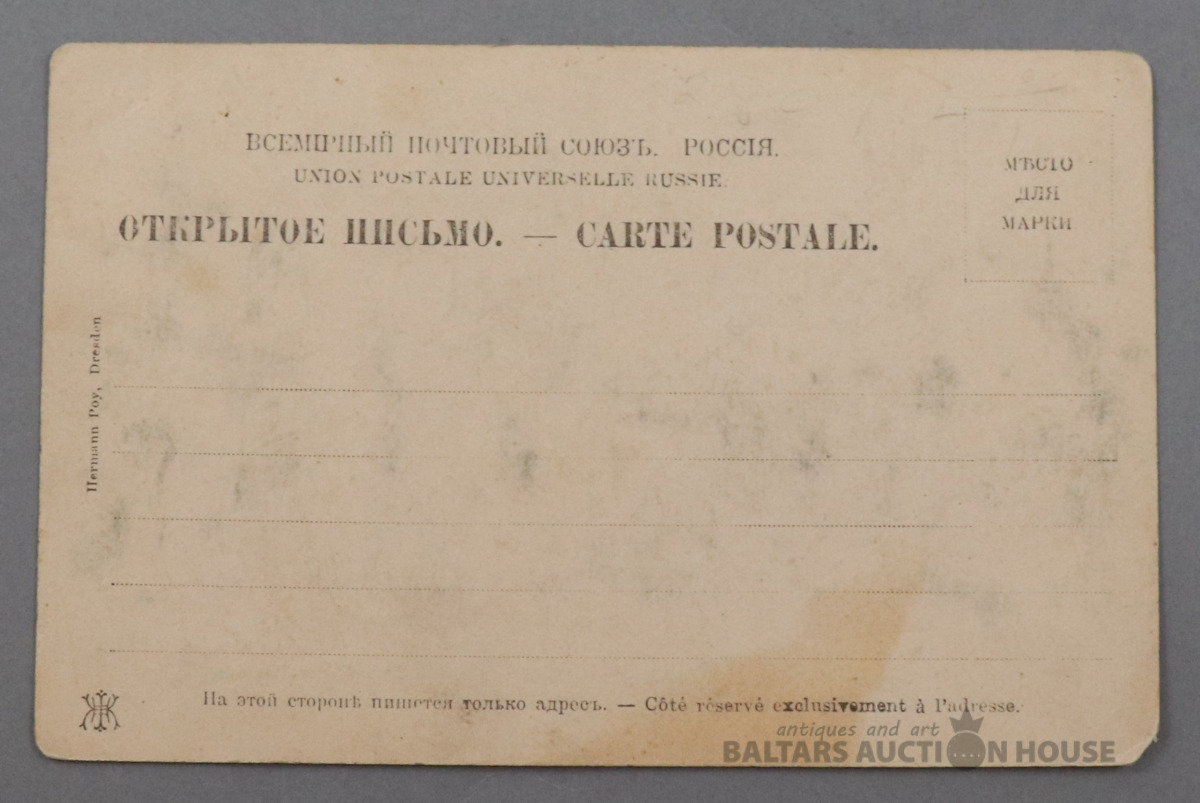 ВСЕМІРНЫЙ ПОЧТОВЫЙ СОЮЗЪ. РОССІЯ.
UNION POSTALE UNIVERSELLE RUSSIE.
ОТКРЫТОЕ ПИСЬМО. — CARTE POSTALE.
МѢСТО
ДЛЯ
МАРКИ
Hermann Poy, Dresden
На этой сторонѣ пишется только адресъ. — Côté réservé exclusivement à l'adresse.
antiques and art
BALTARS AUCTION HOUSE